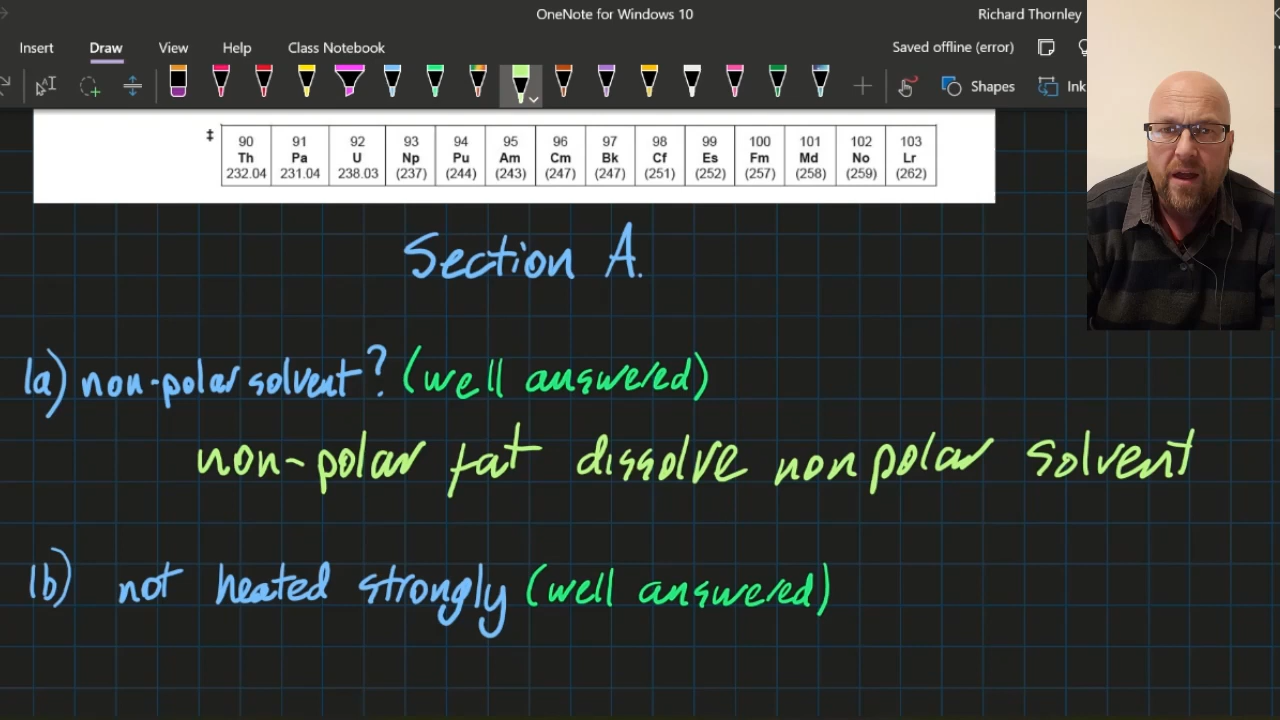 OneNote for Windows 10
Richard Thornley
Insert Draw View Help Class Notebook
Saved offline (error)
Shapes
Ink
‡
90 91 92 93 94 95 96 97 98 99 100 101 102 103
Th Pa U Np Pu Am Cm Bk Cf Es Fm Md No Lr
232.04 231.04 238.03 (237) (244) (243) (247) (247) (251) (252) (257) (258) (259) (262)
Section A.
1a) non-polar solvent? (well answered)
non-polar fat dissolve non polar solvent
1b) not heated strongly (well answered)